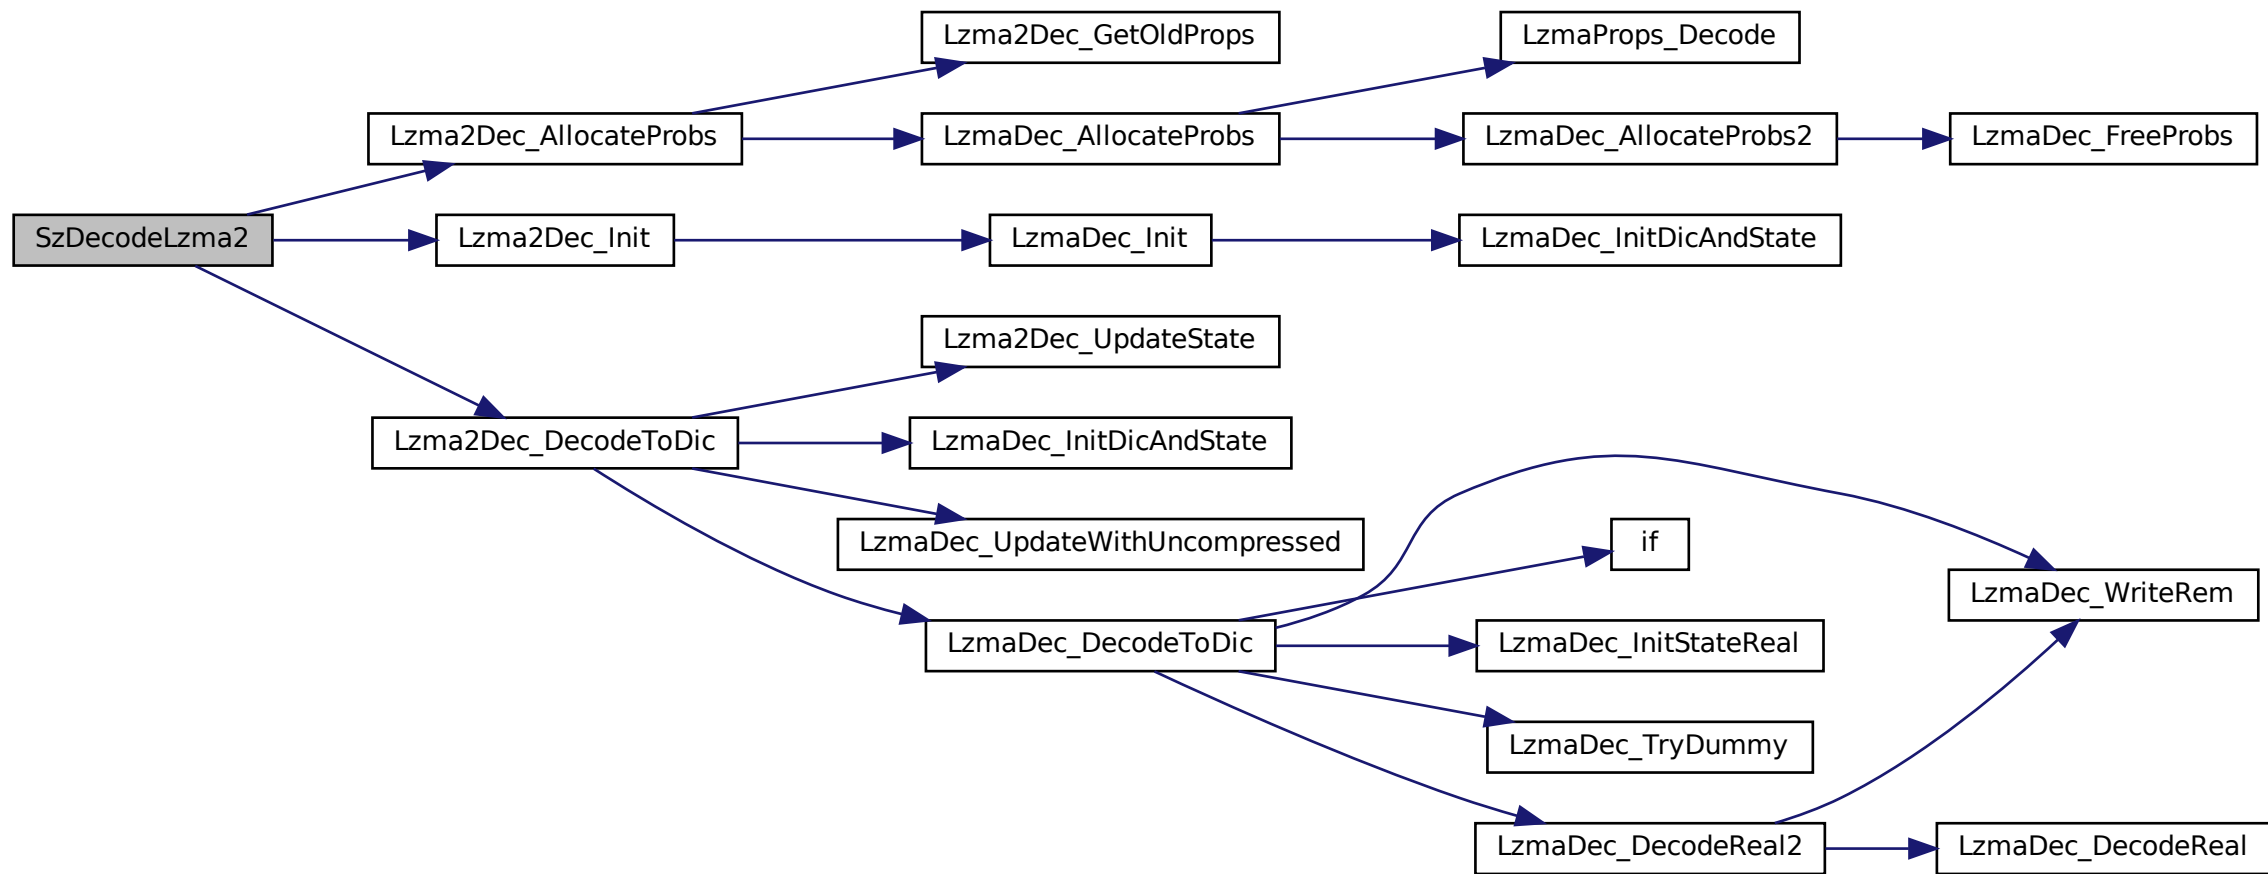 Lzma2Dec_GetOldProps
LzmaProps_Decode
Lzma2Dec_AllocateProbs
LzmaDec_AllocateProbs
LzmaDec_AllocateProbs2
LzmaDec_FreeProbs
SzDecodeLzma2
Lzma2Dec_Init
LzmaDec_Init
LzmaDec_InitDicAndState
Lzma2Dec_UpdateState
Lzma2Dec_DecodeToDic
LzmaDec_InitDicAndState
LzmaDec_UpdateWithUncompressed
if
LzmaDec_WriteRem
LzmaDec_DecodeToDic
LzmaDec_InitStateReal
LzmaDec_TryDummy
LzmaDec_DecodeReal2
LzmaDec_DecodeReal